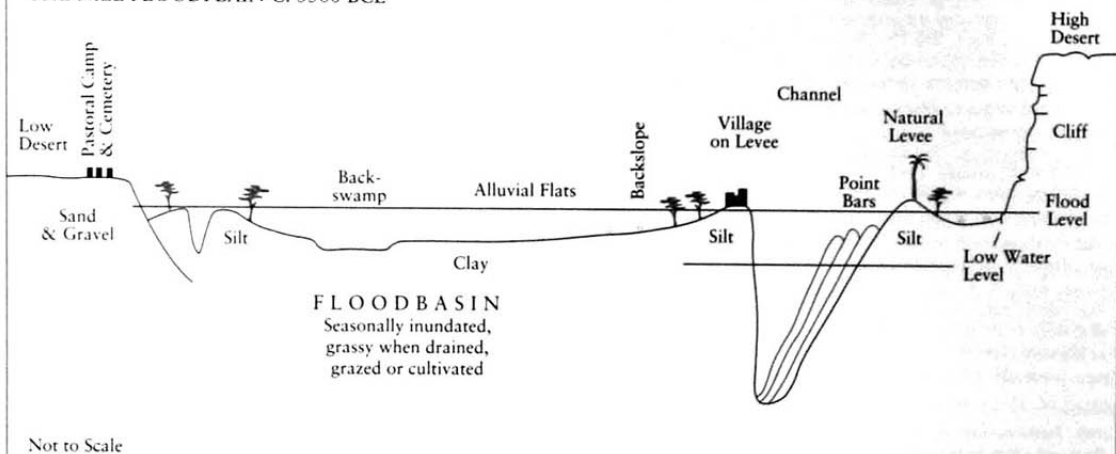 High
Desert
Pastoral Camp
& Cemetery
Channel
Low
Desert
Village
on Levee
Natural
Levee
Cliff
Backslope
Back-
swamp
Alluvial Flats
Point
Bars
Flood
Level
Sand
& Gravel
Silt
Silt
Silt
Clay
Low Water
Level
FLOODBASIN
Seasonally inundated,
grassy when drained,
grazed or cultivated
Not to Scale